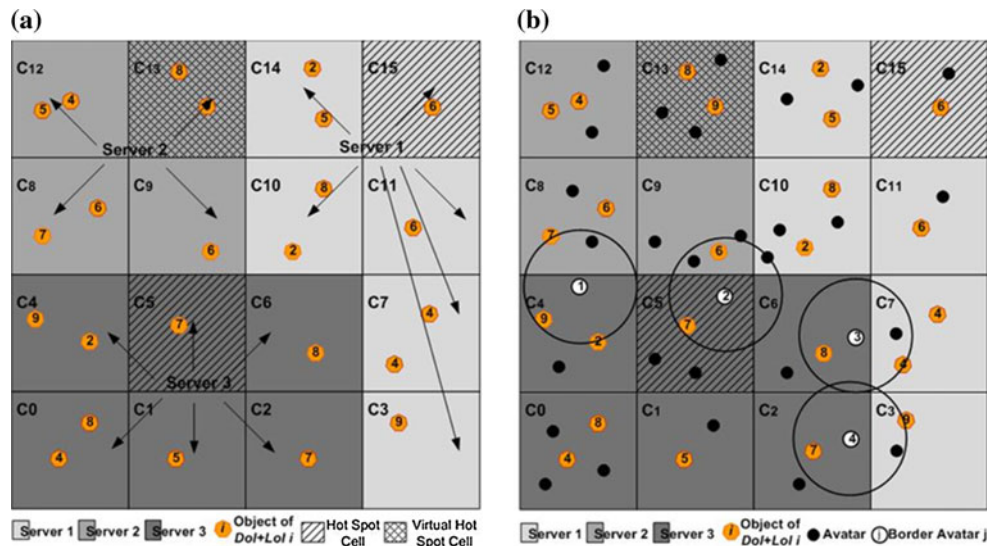 (a)
C12
C13
C14
C15
8
2
5
4
6
5
Server 2
Server 1
C8
C9
C10
C11
6
7
6
8
2
6
C4
C5
C6
C7
9
2
7
8
4
4
Server 3
C0
C1
C2
C3
8
4
5
7
9
Server 1
Server 2
Server 3
i
Object of
DoI+LoI i
Hot Spot
Cell
Virtual Hot
Spot Cell
(b)
C12
C13
C14
C15
5
4
8
9
2
5
6
C8
C9
C10
C11
6
7
6
8
2
6
1
2
C4
C5
C6
C7
9
2
7
8
3
4
4
C0
C1
C2
C3
8
4
5
7
4
9
Server 1
Server 2
Server 3
i
Object of
DoI+LoI i
Avatar
j
Border Avatar j